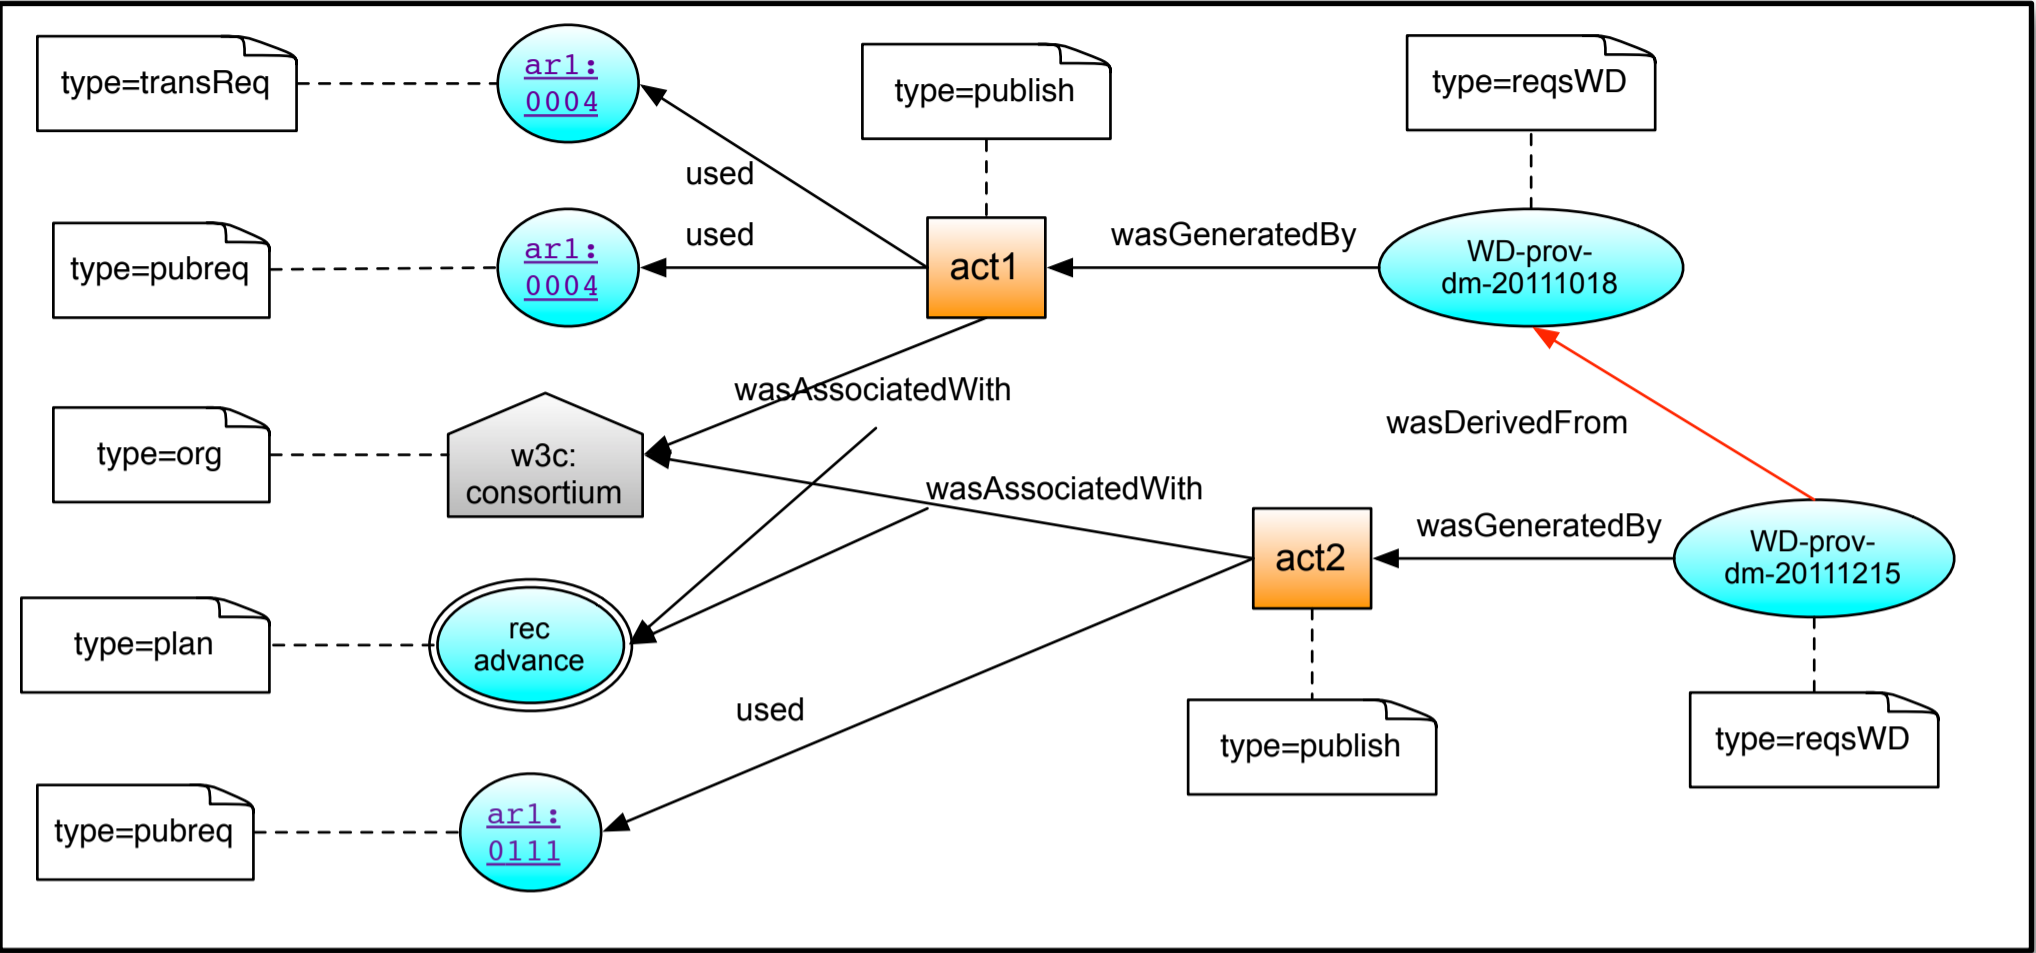 type=transReq
ar1:
0004
type=publish
type=reqsWD
used
type=pubreq
ar1:
0004
used
act1
wasGeneratedBy
WD-prov-
dm-20111018
wasAssociatedWith
type=org
w3c:
consortium
wasDerivedFrom
wasAssociatedWith
act2
wasGeneratedBy
WD-prov-
dm-20111215
type=plan
rec
advance
used
type=publish
type=reqsWD
type=pubreq
ar1:
0111